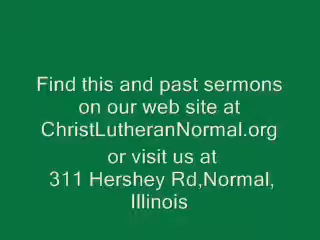 Find this and past sermons
on our web site at
ChristLutheranNormal.org
or visit us at
311 Hershey Rd,Normal,
Illinois